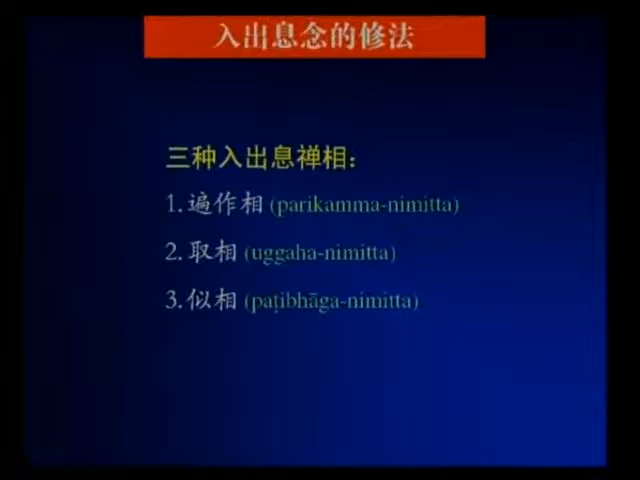 入出息念的修法
三种入出息禅相：
1.遍作相 (parikamma-nimitta)
2.取相 (uggaha-nimitta)
3.似相 (paṭibhāga-nimitta)